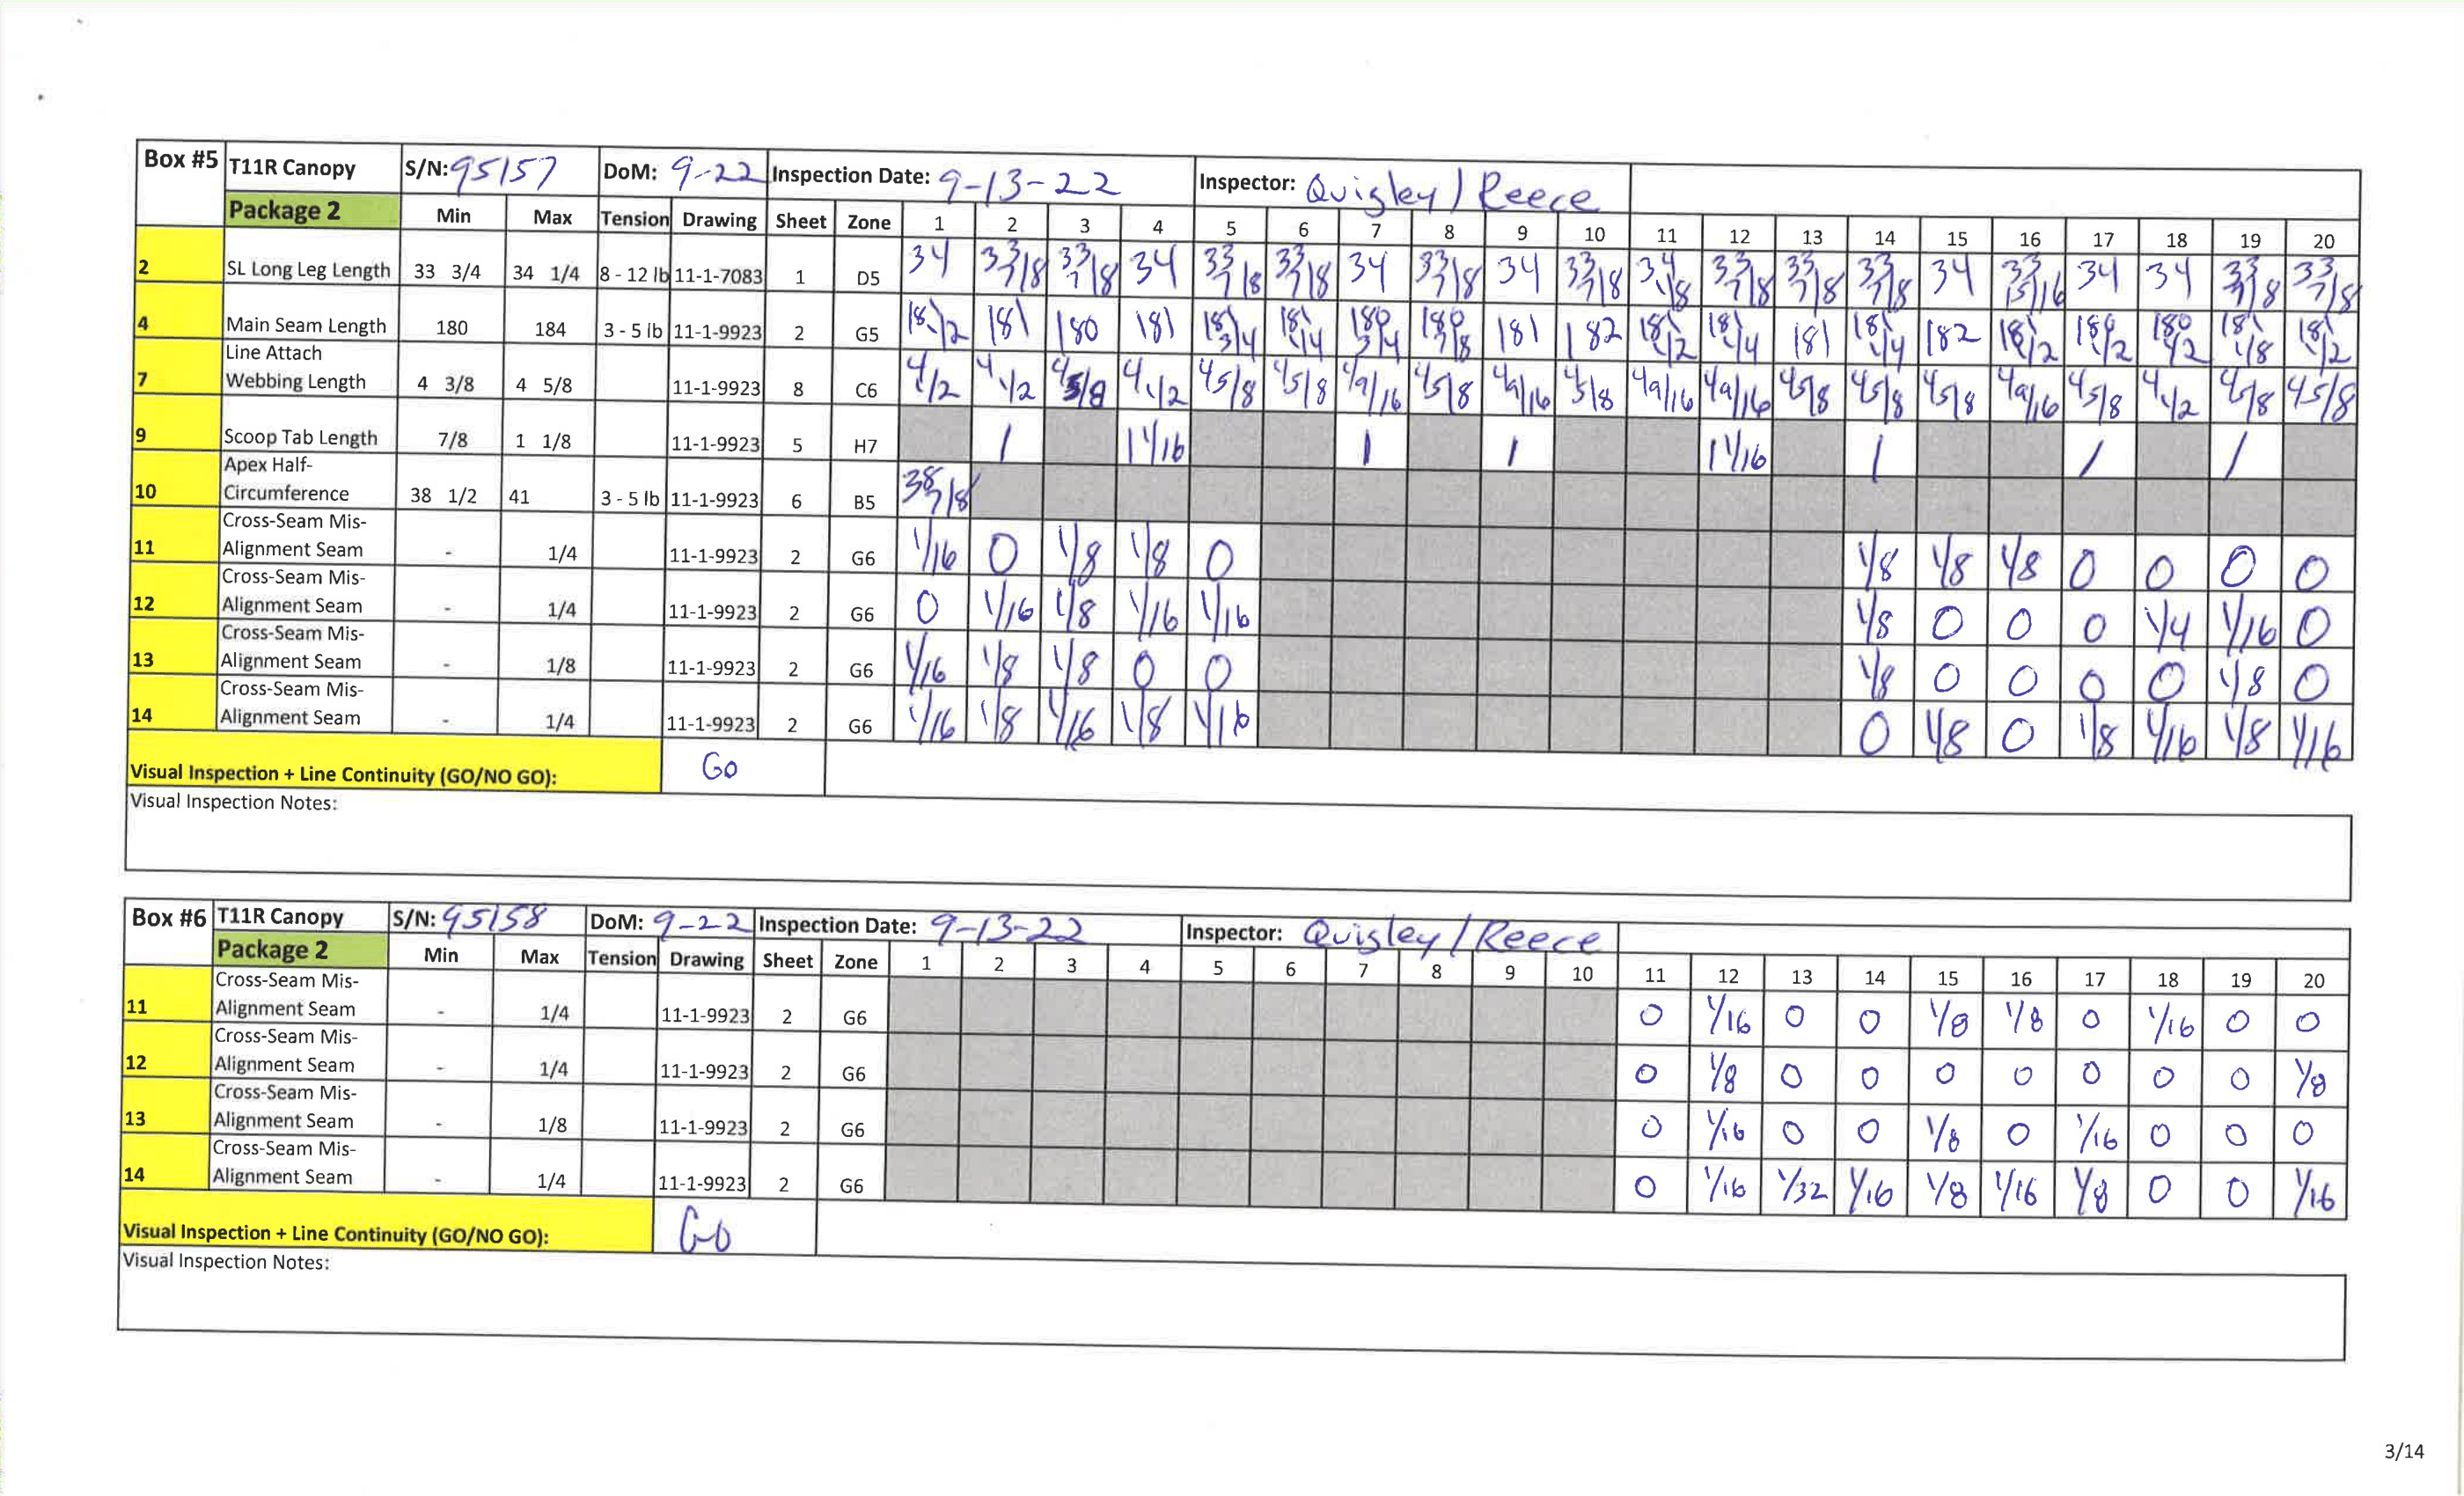 Box #5 T11R Canopy S/N: 95157 DoM: 9-22 Inspection Date: 9-13-22 Inspector: Quigley / Reece
Package 2 Min Max Tension Drawing Sheet Zone 1 2 3 4 5 6 7 8 9 10 11 12 13 14 15 16 17 18 19 20
2 SL Long Leg Length 33 3/4 34 1/4 8 - 12 lb 11-1-7083 1 D5 34 33 7/8 33 7/8 34 33 7/8 33 7/8 34 33 7/8 34 33 7/8 34 1/8 33 7/8 33 7/8 33 7/8 34 33 15/16 34 34 33 7/8 33 7/8
4 Main Seam Length 180 184 3 - 5 lb 11-1-9923 2 G5 181 1/2 181 180 181 181 3/4 181 1/4 180 3/4 180 7/8 181 182 181 1/2 181 1/4 181 181 1/4 182 181 1/2 180 1/2 180 1/2 181 1/8 181 1/2
Line Attach
7 Webbing Length 4 3/8 4 5/8 11-1-9923 8 C6 4 1/2 4 1/2 4 5/8 4 1/2 4 5/8 4 5/8 4 9/16 4 5/8 4 9/16 4 5/8 4 9/16 4 9/16 4 5/8 4 5/8 4 5/8 4 9/16 4 5/8 4 1/2 4 5/8 4 5/8
9 Scoop Tab Length 7/8 1 1/8 11-1-9923 5 H7 1 1 1/16 1 1 1 1/16 1 1 1
Apex Half-
10 Circumference 38 1/2 41 3 - 5 lb 11-1-9923 6 B5 38 7/8
Cross-Seam Mis-
11 Alignment Seam - 1/4 11-1-9923 2 G6 1/16 0 1/8 1/8 0 1/8 1/8 1/8 0 0 0 0
Cross-Seam Mis-
12 Alignment Seam - 1/4 11-1-9923 2 G6 0 1/16 1/8 1/16 1/16 1/8 0 0 0 1/4 1/16 0
Cross-Seam Mis-
13 Alignment Seam - 1/8 11-1-9923 2 G6 1/16 1/8 1/8 0 0 1/8 0 0 0 0 1/8 0
Cross-Seam Mis-
14 Alignment Seam - 1/4 11-1-9923 2 G6 1/16 1/8 1/16 1/8 1/16 0 1/8 0 1/8 1/16 1/8 1/16
Visual Inspection + Line Continuity (GO/NO GO): Go
Visual Inspection Notes:
Box #6 T11R Canopy S/N: 95158 DoM: 9-22 Inspection Date: 9-13-22 Inspector: Quigley / Reece
Package 2 Min Max Tension Drawing Sheet Zone 1 2 3 4 5 6 7 8 9 10 11 12 13 14 15 16 17 18 19 20
Cross-Seam Mis-
11 Alignment Seam - 1/4 11-1-9923 2 G6 0 1/16 0 0 1/8 1/8 0 1/16 0 0
Cross-Seam Mis-
12 Alignment Seam - 1/4 11-1-9923 2 G6 0 1/8 0 0 0 0 0 0 0 1/8
Cross-Seam Mis-
13 Alignment Seam - 1/8 11-1-9923 2 G6 0 1/16 0 0 1/8 0 1/16 0 0 0
Cross-Seam Mis-
14 Alignment Seam - 1/4 11-1-9923 2 G6 0 1/16 1/32 1/16 1/8 1/16 1/8 0 0 1/16
Visual Inspection + Line Continuity (GO/NO GO): GO
Visual Inspection Notes:
3/14